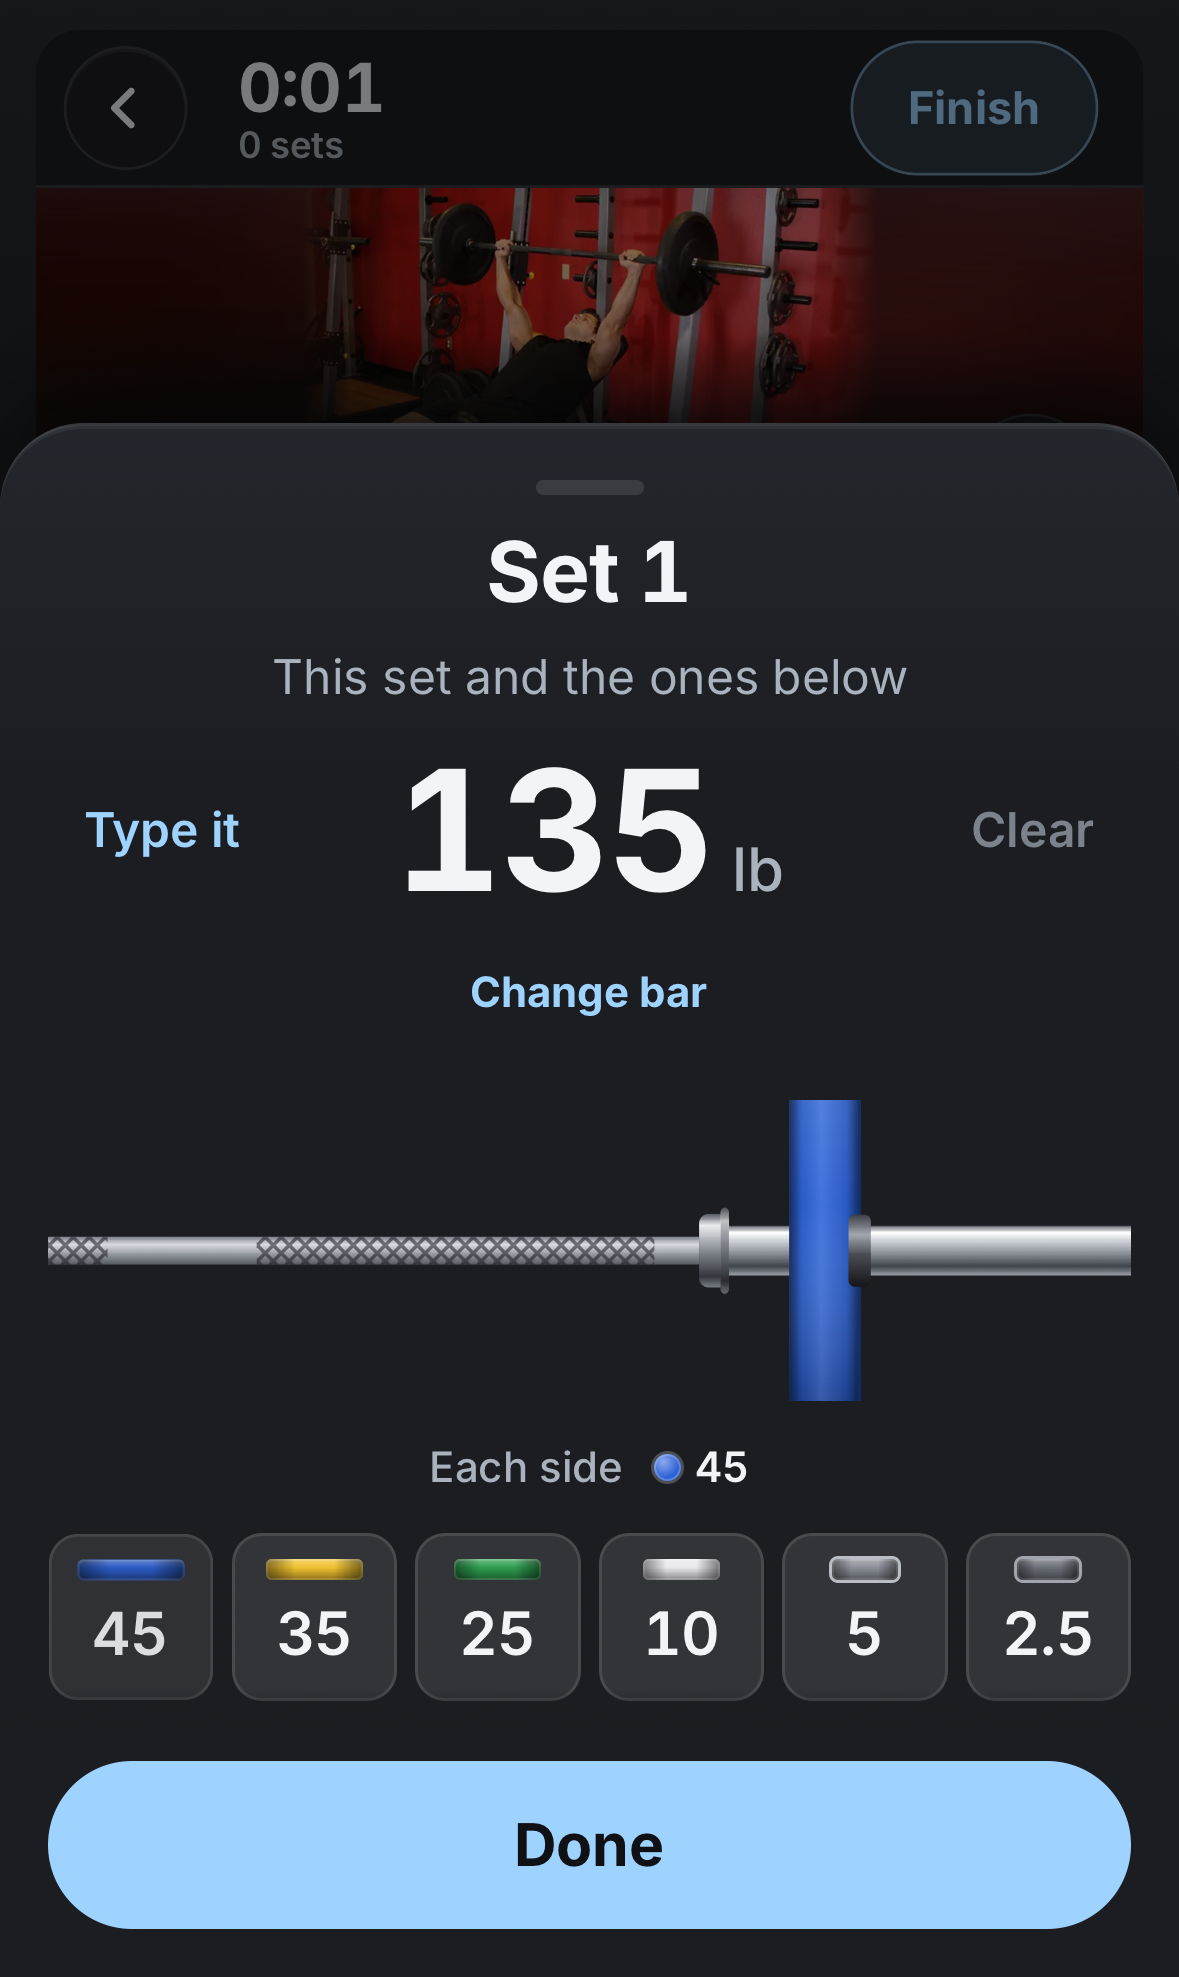 0:01
0 sets
Finish
Set 1
This set and the ones below
Type it
135 lb
Clear
Change bar
Each side 45
45
35
25
10
5
2.5
Done